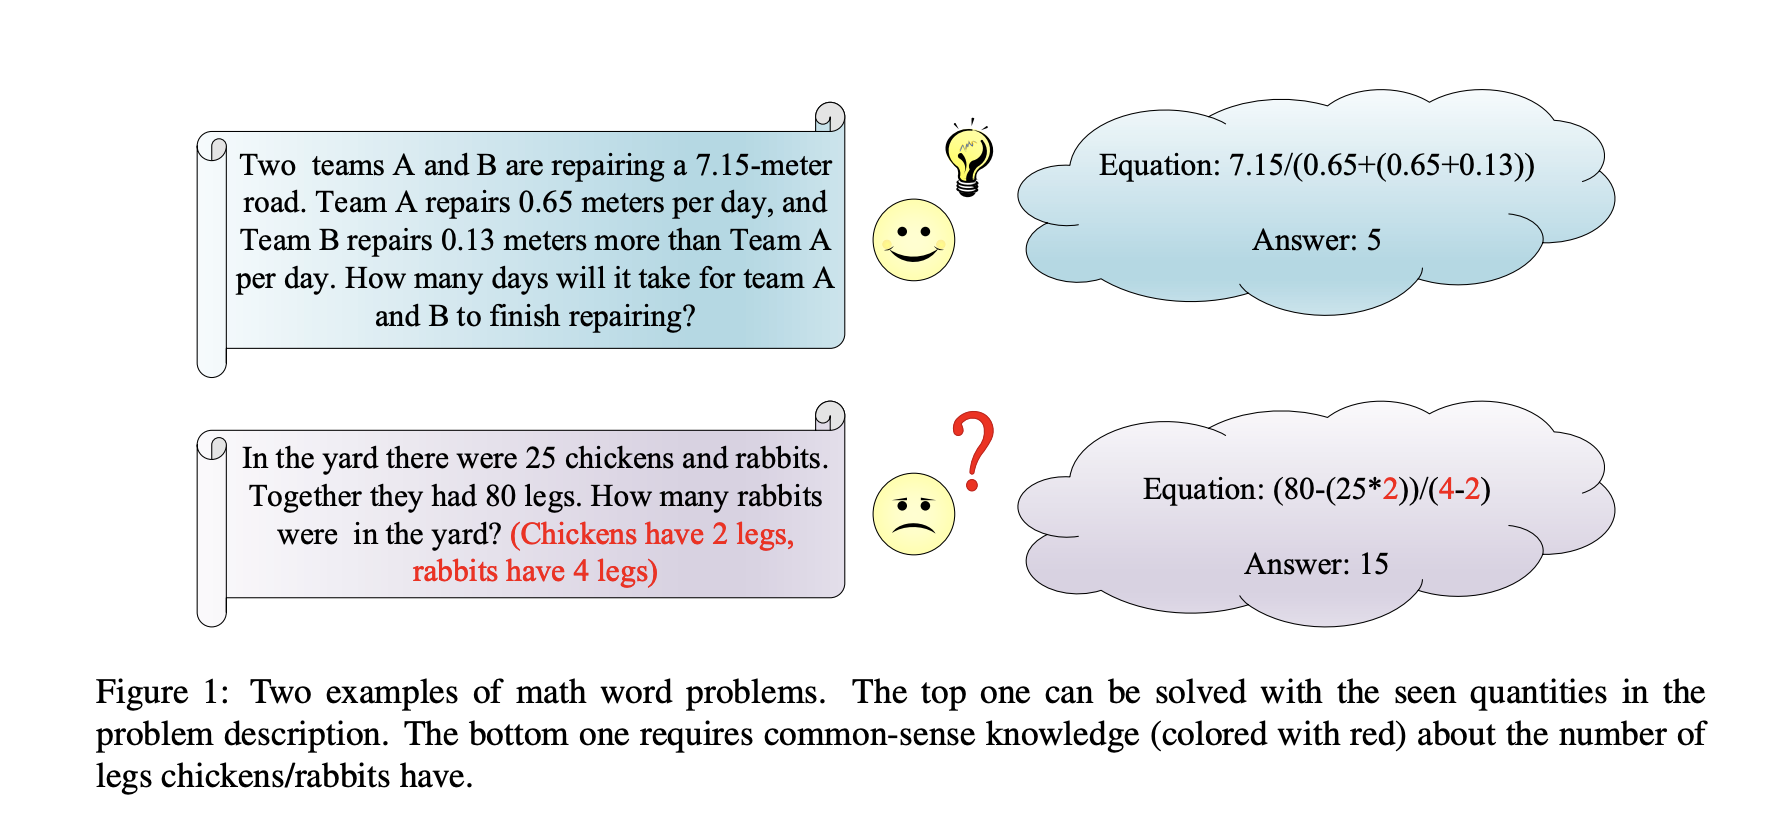 Two teams A and B are repairing a 7.15-meter
road. Team A repairs 0.65 meters per day, and
Team B repairs 0.13 meters more than Team A
per day. How many days will it take for team A
and B to finish repairing?
Equation: 7.15/(0.65+(0.65+0.13))
Answer: 5
In the yard there were 25 chickens and rabbits.
Together they had 80 legs. How many rabbits
were in the yard? (Chickens have 2 legs,
rabbits have 4 legs)
?
Equation: (80-(25*2))/(4-2)
Answer: 15
Figure 1: Two examples of math word problems. The top one can be solved with the seen quantities in the
problem description. The bottom one requires common-sense knowledge (colored with red) about the number of
legs chickens/rabbits have.